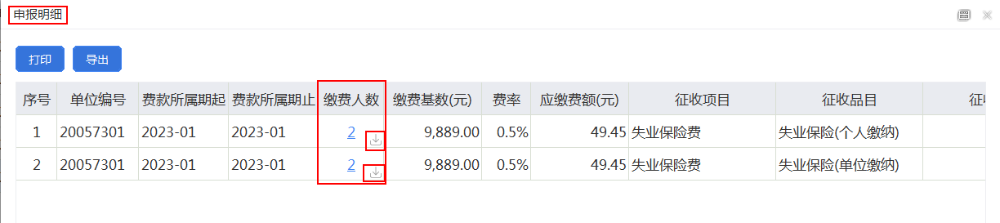 申报明细
打印 导出
序号 单位编号 费款所属期起 费款所属期止 缴费人数 缴费基数(元) 费率 应缴费额(元) 征收项目 征收品目
1 20057301 2023-01 2023-01 2 9,889.00 0.5% 49.45 失业保险费 失业保险(个人缴纳)
2 20057301 2023-01 2023-01 2 9,889.00 0.5% 49.45 失业保险费 失业保险(单位缴纳)